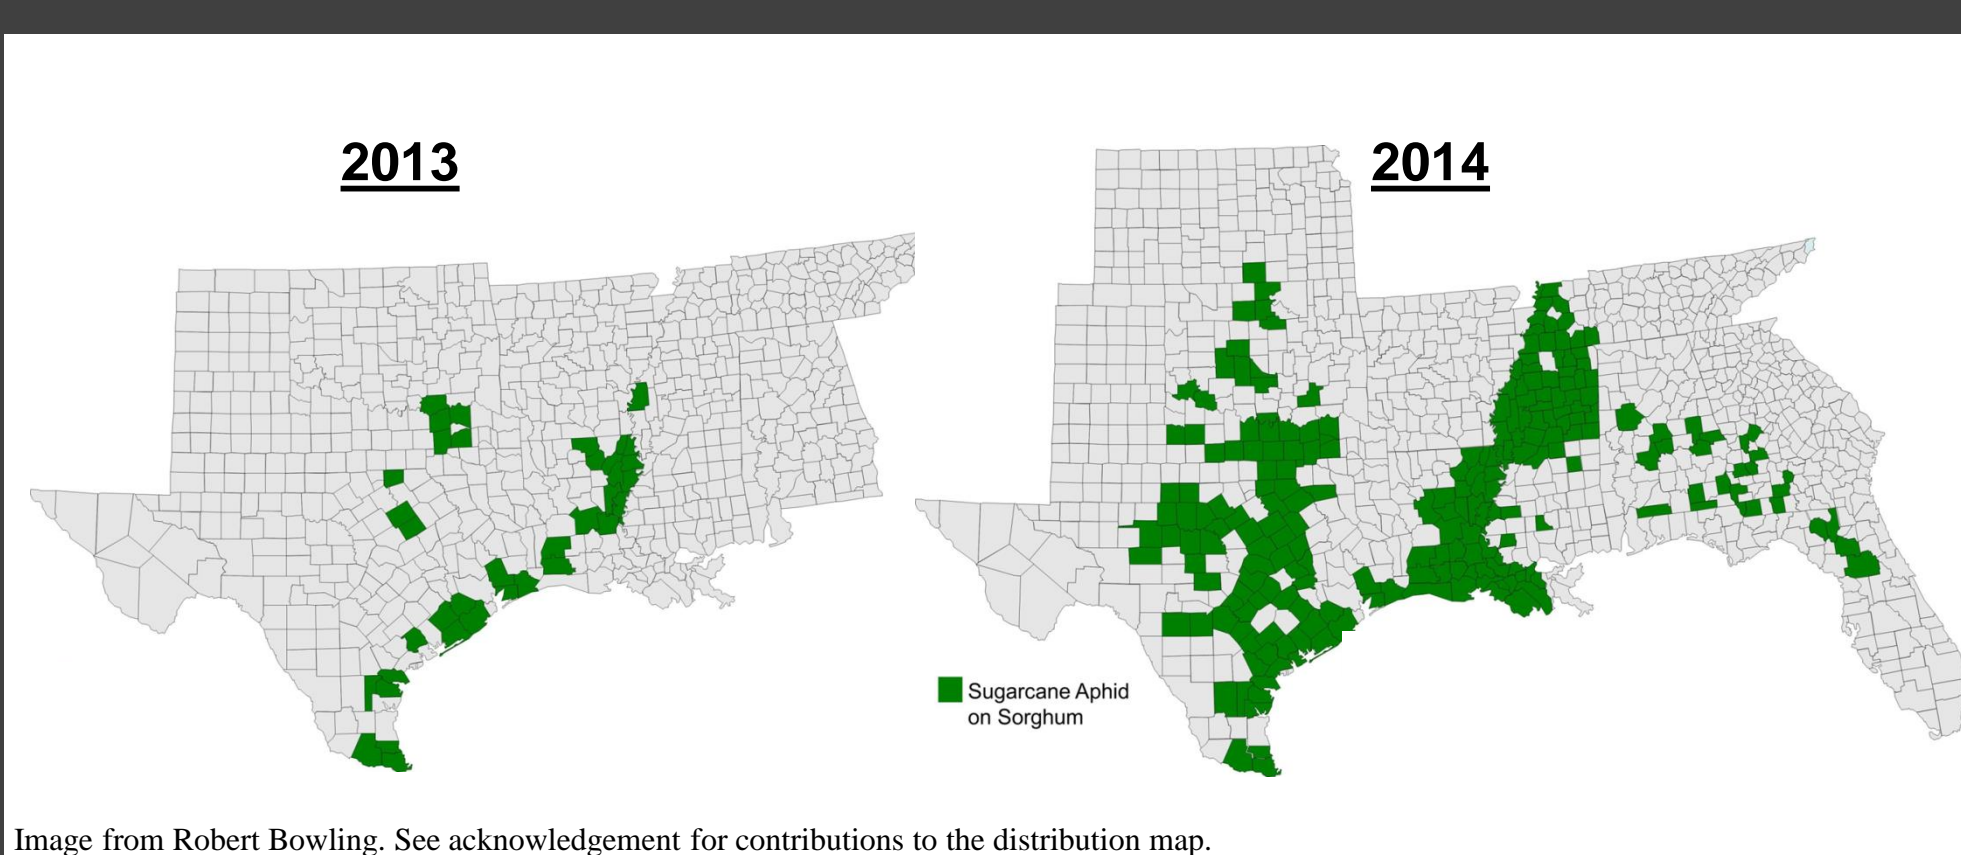 2013
2014
Sugarcane Aphid
on Sorghum
Image from Robert Bowling. See acknowledgement for contributions to the distribution map.